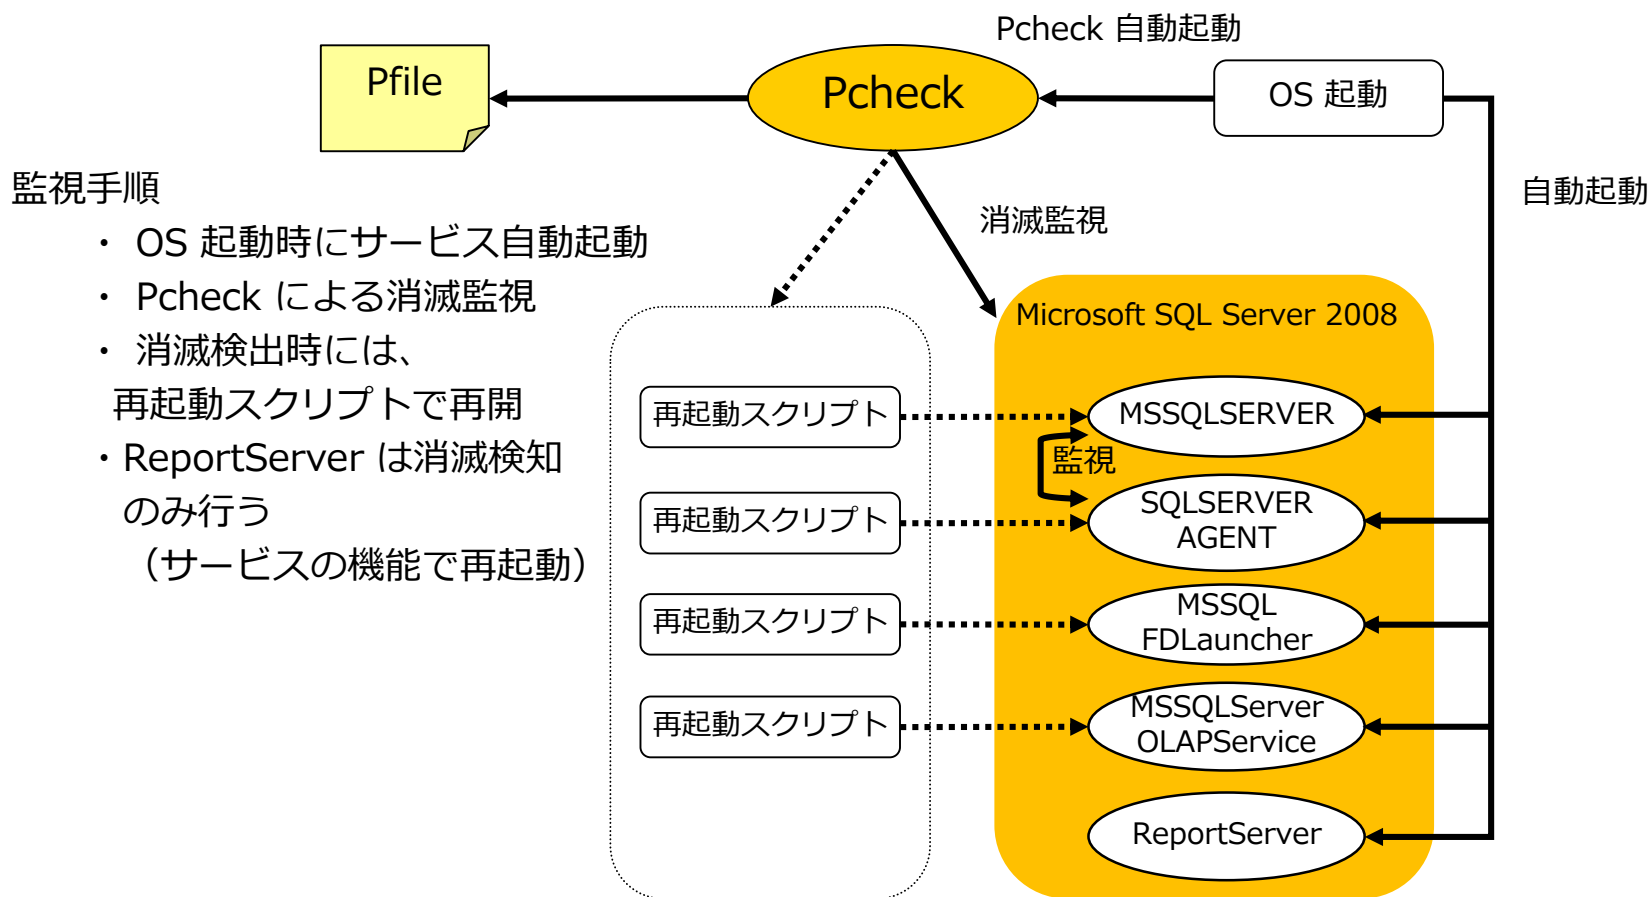 Pcheck 自動起動
Pfile
Pcheck
OS 起動
監視手順
・ OS 起動時にサービス自動起動
・ Pcheck による消滅監視
・ 消滅検出時には、
再起動スクリプトで再開
・ReportServer は消滅検知
のみ行う
（サービスの機能で再起動）
消滅監視
自動起動
Microsoft SQL Server 2008
再起動スクリプト
MSSQLSERVER
監視
再起動スクリプト
SQLSERVER
AGENT
再起動スクリプト
MSSQL
FDLauncher
再起動スクリプト
MSSQLServer
OLAPService
ReportServer